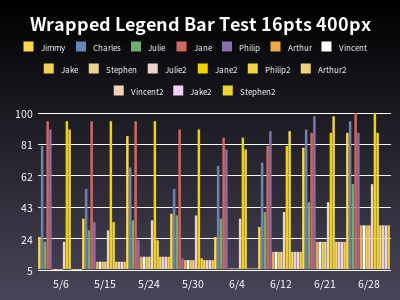 Wrapped Legend Bar Test 16pts 400px
Jimmy Charles Julie Jane Philip Arthur Vincent
Jake Stephen Julie2 Jane2 Philip2 Arthur2
Vincent2 Jake2 Stephen2
100
81
62
43
24
5
5/6 5/15 5/24 5/30 6/4 6/12 6/21 6/28